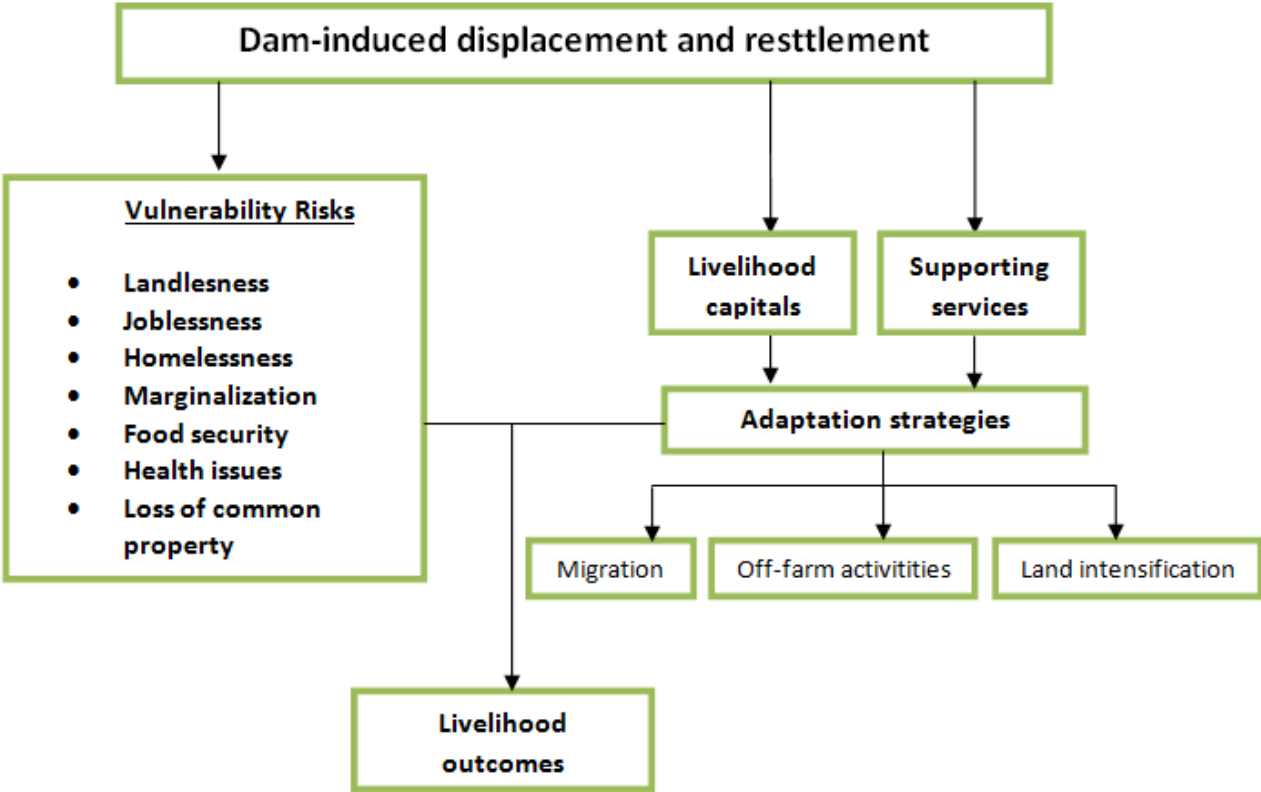 Dam-induced displacement and resttlement
Vulnerability Risks
• Landlesness
• Joblessness
• Homelessness
• Marginalization
• Food security
• Health issues
• Loss of common
property
Livelihood
capitals
Supporting
services
Adaptation strategies
Migration
Off-farm activitities
Land intensification
Livelihood
outcomes